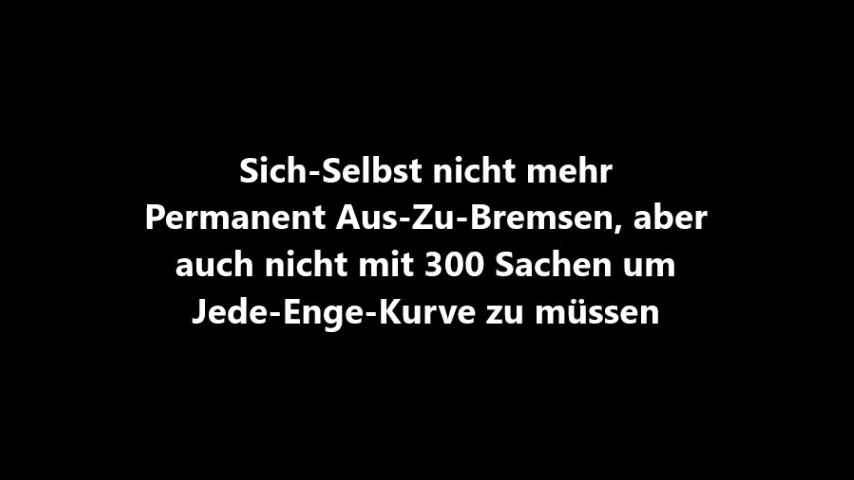 Sich-Selbst nicht mehr
Permanent Aus-Zu-Bremsen, aber
auch nicht mit 300 Sachen um
Jede-Enge-Kurve zu müssen